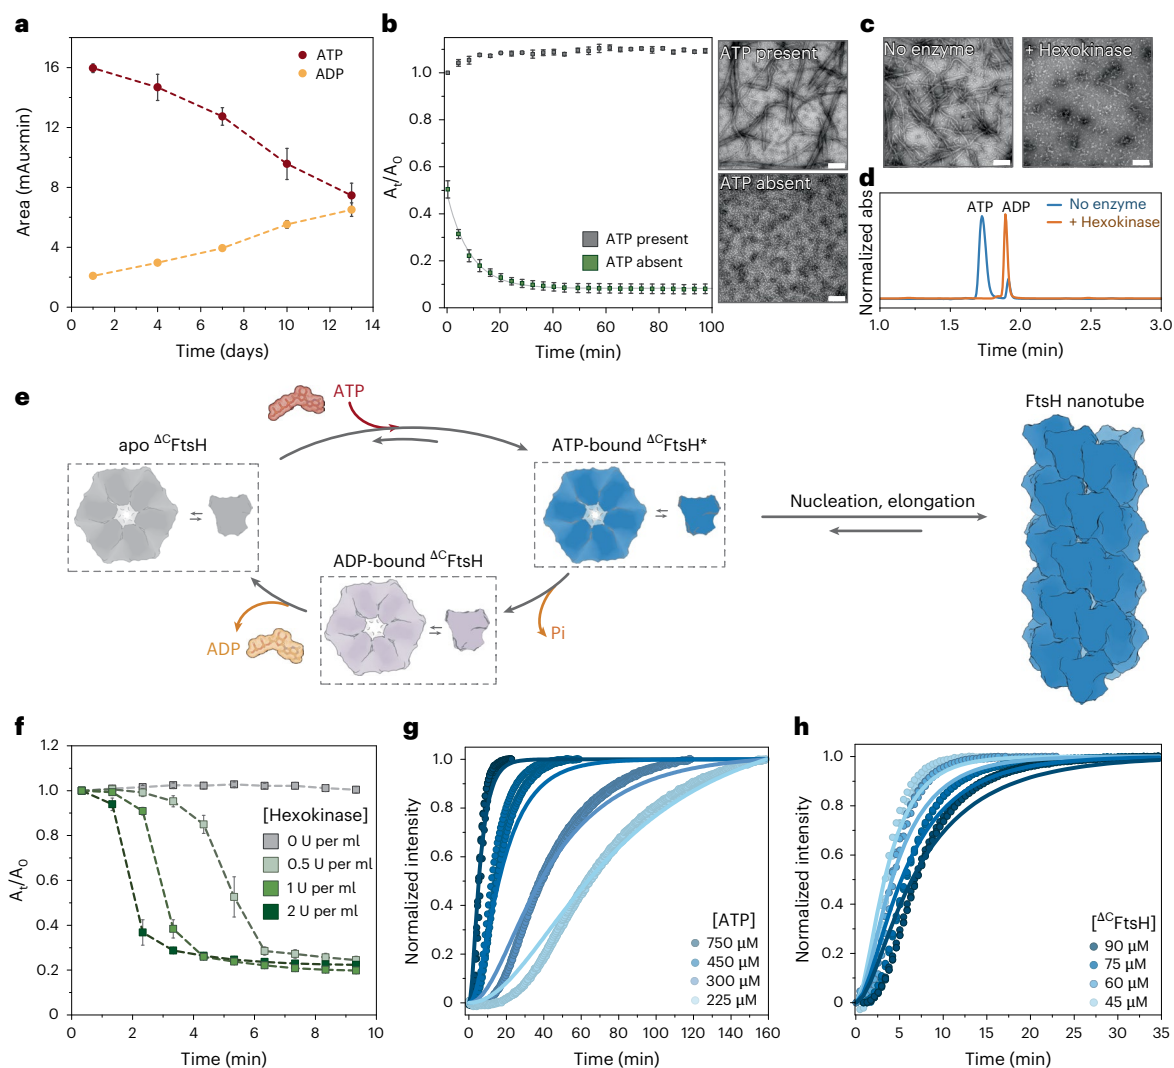 a
16
12
8
4
0
0 2 4 6 8 10 12 14
Area (mAu×min)
Time (days)
ATP
ADP
b
1.0
0.8
0.6
0.4
0.2
0
0 20 40 60 80 100
At/A0
Time (min)
ATP present
ATP absent
ATP present
ATP absent
c
No enzyme
+ Hexokinase
d
Normalized abs
ATP ADP
No enzyme
+ Hexokinase
1.0 1.5 2.0 2.5 3.0
Time (min)
e
ATP
apo ΔCFtsH
ATP-bound ΔCFtsH*
FtsH nanotube
Nucleation, elongation
ADP-bound ΔCFtsH
ADP
Pi
f
1.2
1.0
0.8
0.6
0.4
0.2
0
0 2 4 6 8 10
At/A0
Time (min)
[Hexokinase]
0 U per ml
0.5 U per ml
1 U per ml
2 U per ml
g
1.0
0.8
0.6
0.4
0.2
0
0 20 40 60 80 100 120 140 160
Normalized intensity
Time (min)
[ATP]
750 µM
450 µM
300 µM
225 µM
h
1.0
0.8
0.6
0.4
0.2
0
0 5 10 15 20 25 30 35
Normalized intensity
Time (min)
[ΔCFtsH]
90 µM
75 µM
60 µM
45 µM